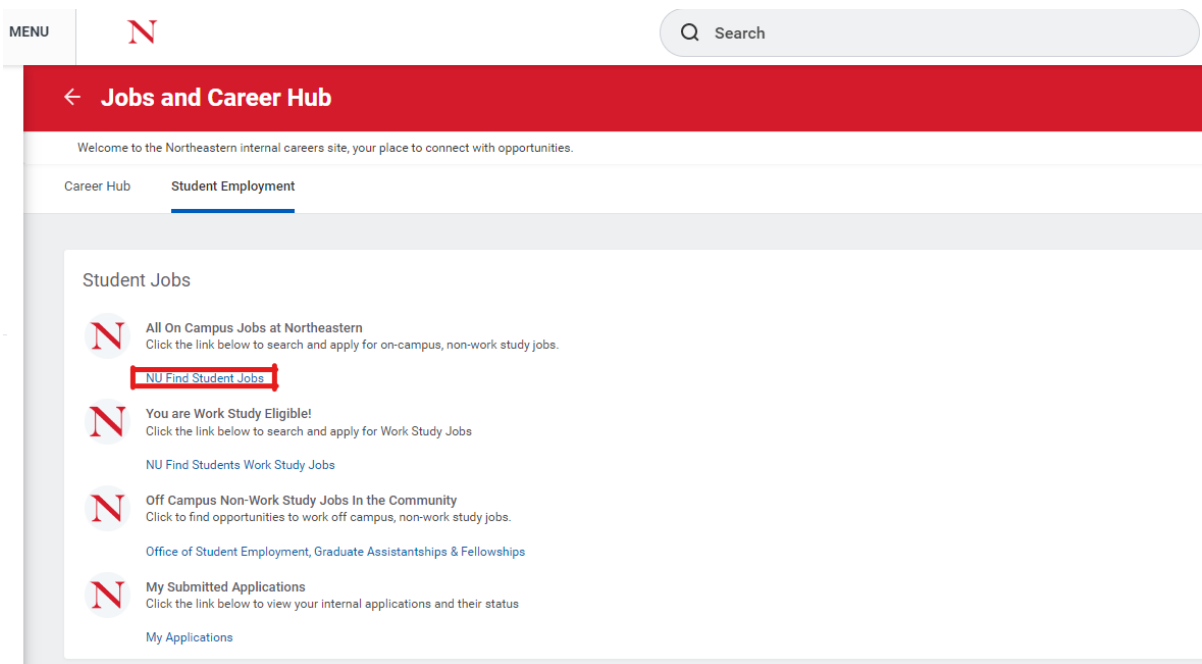 MENU
N
Search
Jobs and Career Hub
Welcome to the Northeastern internal careers site, your place to connect with opportunities.
Career Hub Student Employment
Student Jobs
N
All On Campus Jobs at Northeastern
Click the link below to search and apply for on-campus, non-work study jobs.
NU Find Student Jobs
N
You are Work Study Eligible!
Click the link below to search and apply for Work Study Jobs
NU Find Students Work Study Jobs
N
Off Campus Non-Work Study Jobs In the Community
Click to find opportunities to work off campus, non-work study jobs.
Office of Student Employment, Graduate Assistantships & Fellowships
N
My Submitted Applications
Click the link below to view your internal applications and their status
My Applications